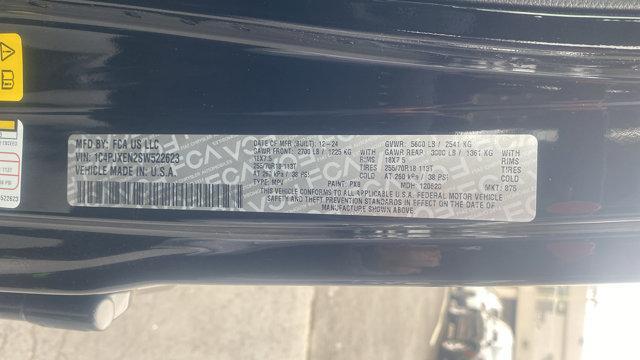 MFD BY: FCA US LLC
VIN: 1C4PJXEN2SW522623
VEHICLE MADE IN: U.S.A.
DATE OF MFR (BUILT): 12-24
GAWR FRONT: 2700 LB / 1225 KG WITH
18X7.5 RIMS
255/70R18 113T TIRES
AT 260 kPa / 38 PSI COLD
TYPE: MPV PAINT: PX8
GVWR: 5600 LB / 2541 KG
GAWR REAR: 3000 LB / 1361 KG WITH
18X7.5 RIMS
255/70R18 113T TIRES
AT 260 kPa / 38 PSI COLD
MDH: 120620 MKT: 875
THIS VEHICLE CONFORMS TO ALL APPLICABLE U.S.A. FEDERAL MOTOR VEHICLE
SAFETY AND THEFT PREVENTION STANDARDS IN EFFECT ON THE DATE OF
MANUFACTURE SHOWN ABOVE.
522623